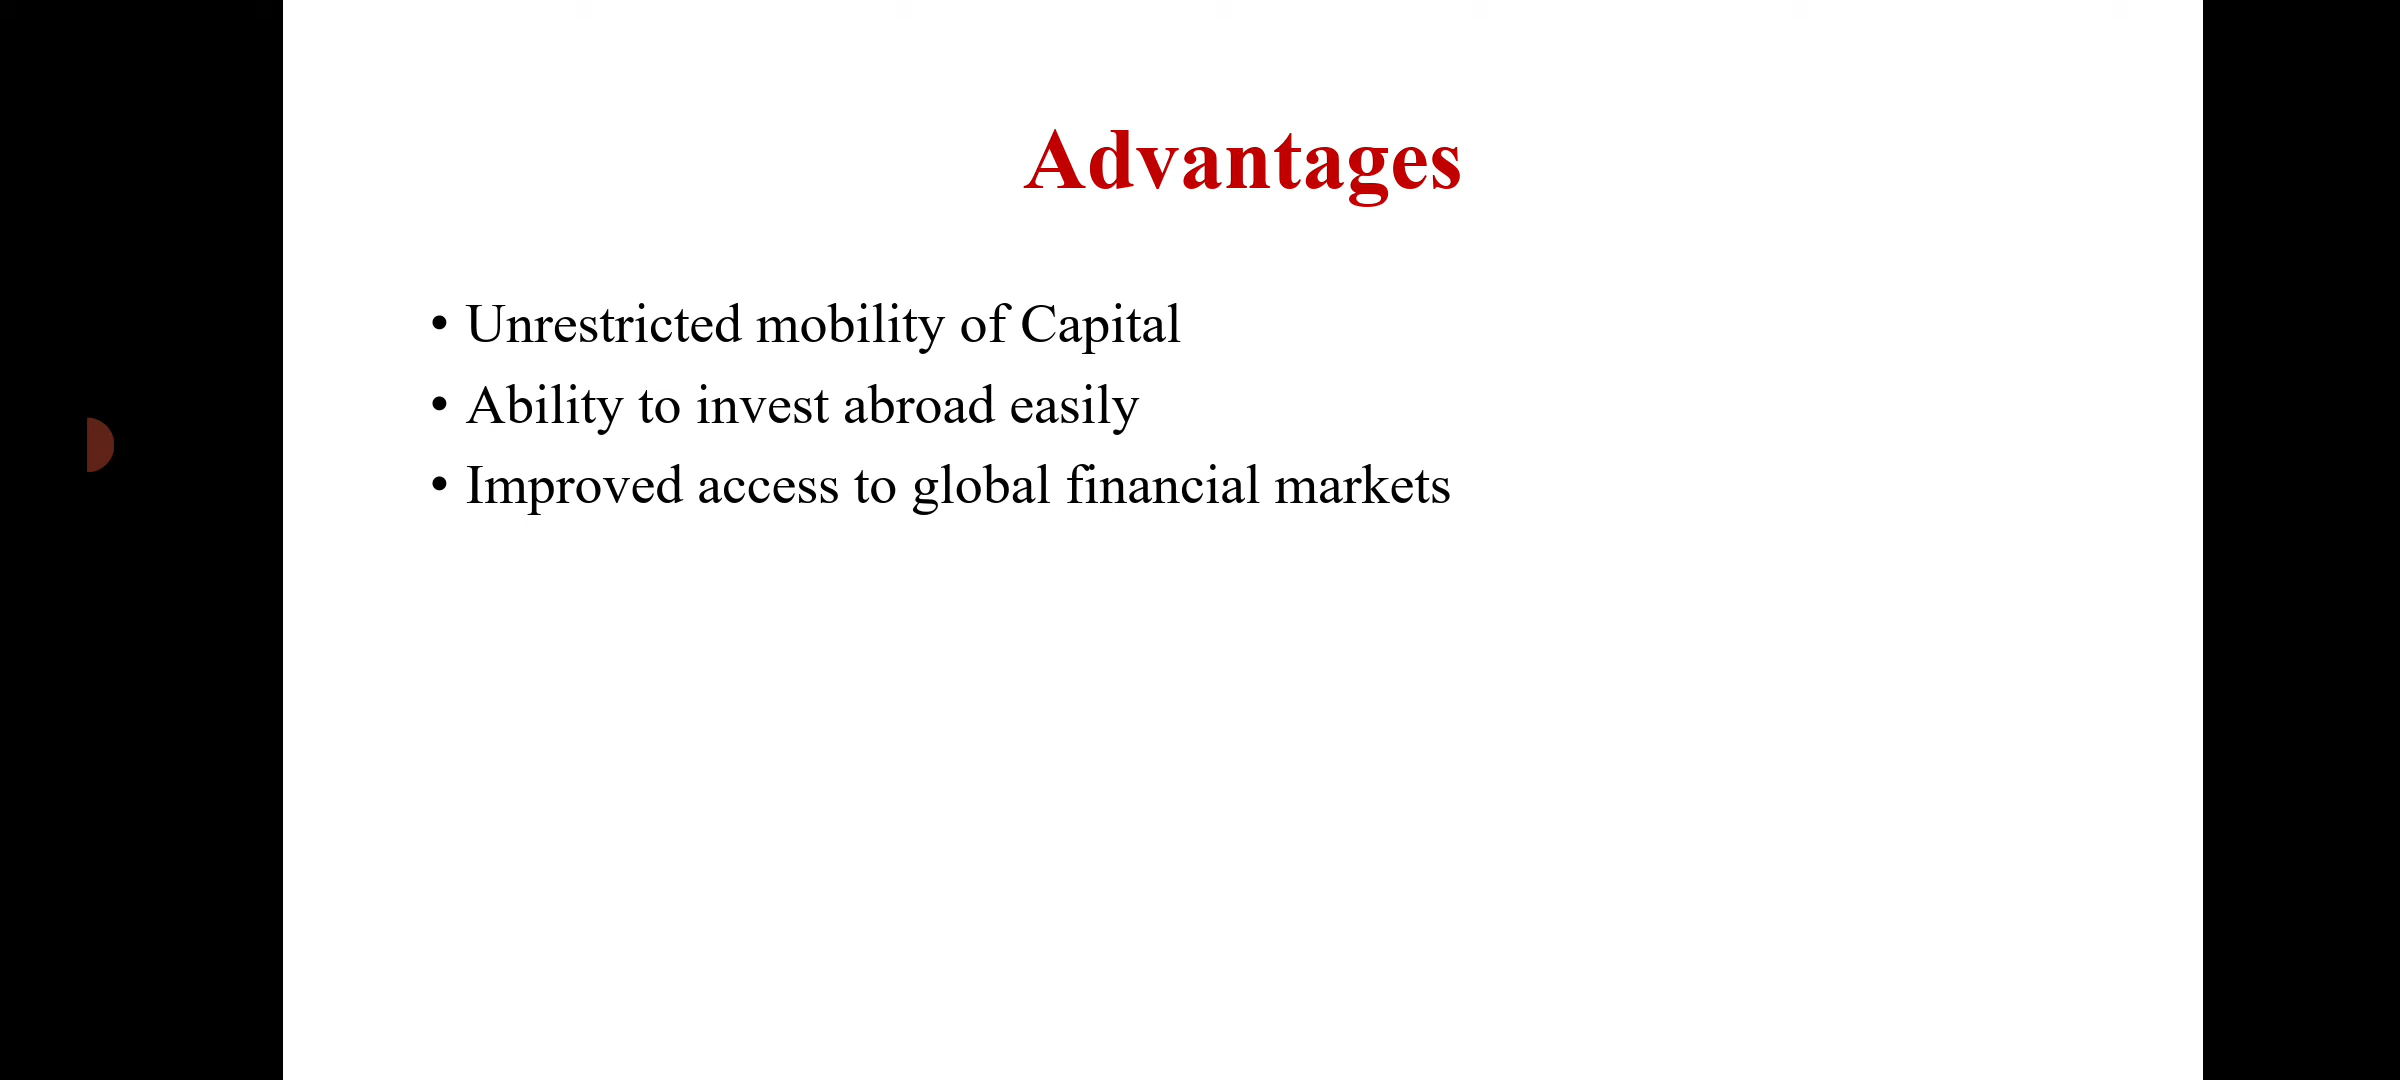 Advantages
• Unrestricted mobility of Capital
• Ability to invest abroad easily
• Improved access to global financial markets